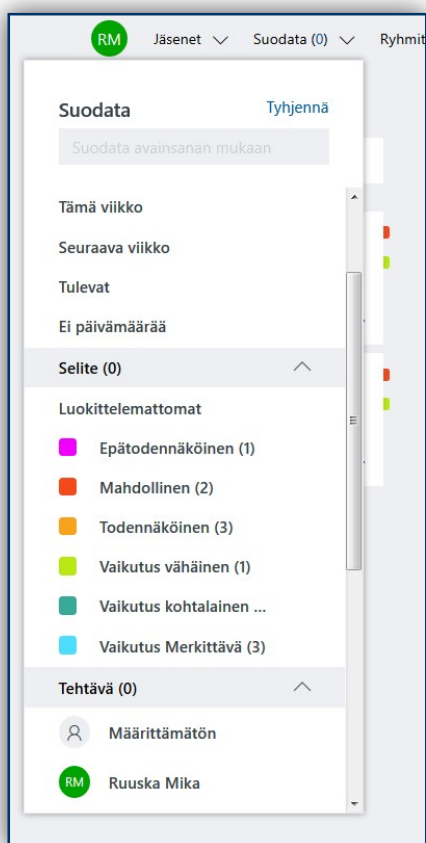 RM Jäsenet Suodata (0) Ryhmit
Suodata Tyhjennä
Suodata avainsanan mukaan
Tämä viikko
Seuraava viikko
Tulevat
Ei päivämäärää
Selite (0)
Luokittelemattomat
Epätodennäköinen (1)
Mahdollinen (2)
Todennäköinen (3)
Vaikutus vähäinen (1)
Vaikutus kohtalainen ...
Vaikutus Merkittävä (3)
Tehtävä (0)
Määrittämätön
RM Ruuska Mika